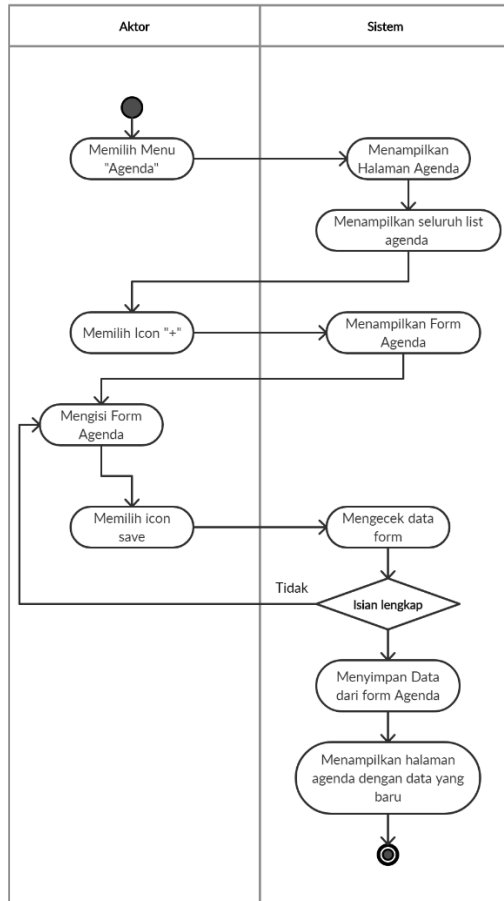 Aktor
Sistem
Memilih Menu
"Agenda"
Menampilkan
Halaman Agenda
Menampilkan seluruh list
agenda
Memilih Icon "+"
Menampilkan Form
Agenda
Mengisi Form
Agenda
Memilih icon
save
Mengecek data
form
Tidak
Isian lengkap
Menyimpan Data
dari form Agenda
Menampilkan halaman
agenda dengan data yang
baru